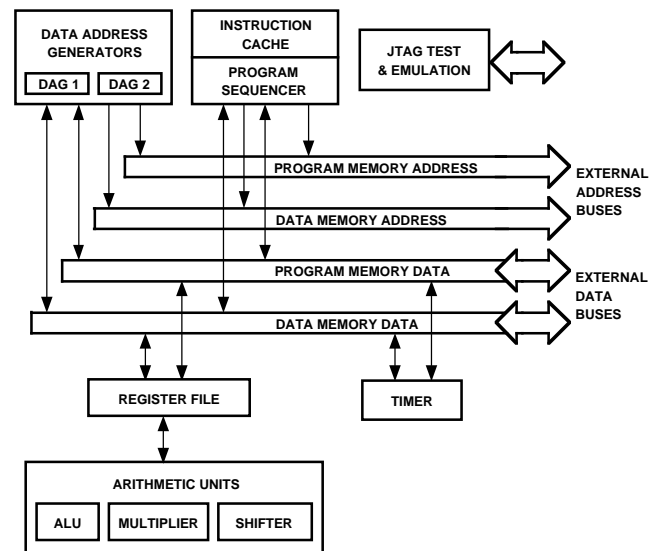 DATA ADDRESS
GENERATORS
DAG 1
DAG 2
INSTRUCTION
CACHE
PROGRAM
SEQUENCER
JTAG TEST
& EMULATION
PROGRAM MEMORY ADDRESS
DATA MEMORY ADDRESS
EXTERNAL
ADDRESS
BUSES
PROGRAM MEMORY DATA
DATA MEMORY DATA
EXTERNAL
DATA
BUSES
REGISTER FILE
TIMER
ARITHMETIC UNITS
ALU
MULTIPLIER
SHIFTER